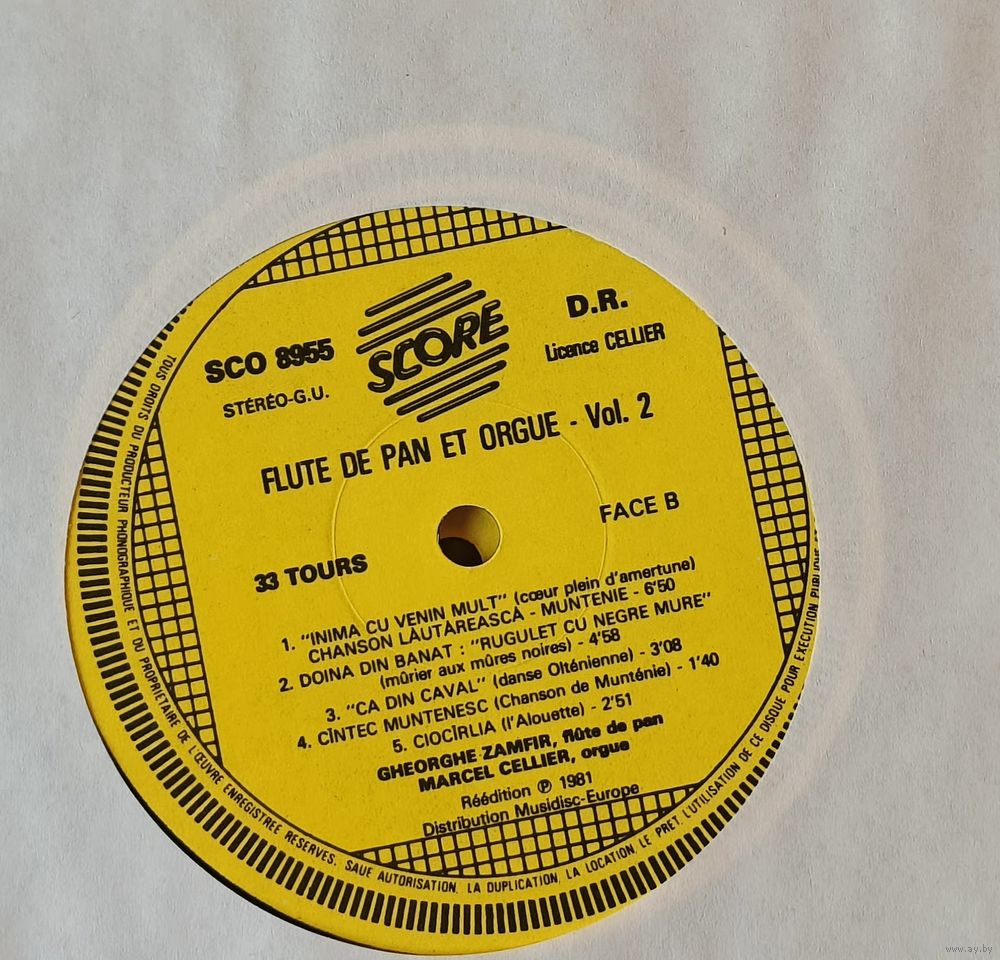 SCORE
D.R.
SCO 8955
Licence CELLIER
STÉRÉO-G.U.
FLUTE DE PAN ET ORGUE - Vol. 2
FACE B
33 TOURS
1. "INIMA CU VENIN MULT" (cœur plein d'amertune)
CHANSON LĂUTĂREASCĂ - MUNTENIE - 6'50
2. DOINA DIN BANAT : "RUGULET CU NEGRE MURE"
(mûrier aux mûres noires) - 4'58
3. "CA DIN CAVAL" (danse Olténienne) - 3'08
4. CÎNTEC MUNTENESC (Chanson de Munténie) - 1'40
5. CIOCÎRLIA (l'Alouette) - 2'51
GHEORGHE ZAMFIR, flûte de pan
MARCEL CELLIER, orgue
Réédition Ⓟ 1981
Distribution Musidisc-Europe
TOUS DROITS DU PRODUCTEUR PHONOGRAPHIQUE ET DU PROPRIETAIRE DE L'ŒUVRE ENREGISTREE RESERVES. SAUF AUTORISATION, LA DUPLICATION, LA LOCATION, LE PRET, L'UTILISATION DE CE DISQUE POUR EXECUTION PUBLIQUE
www.ay.by